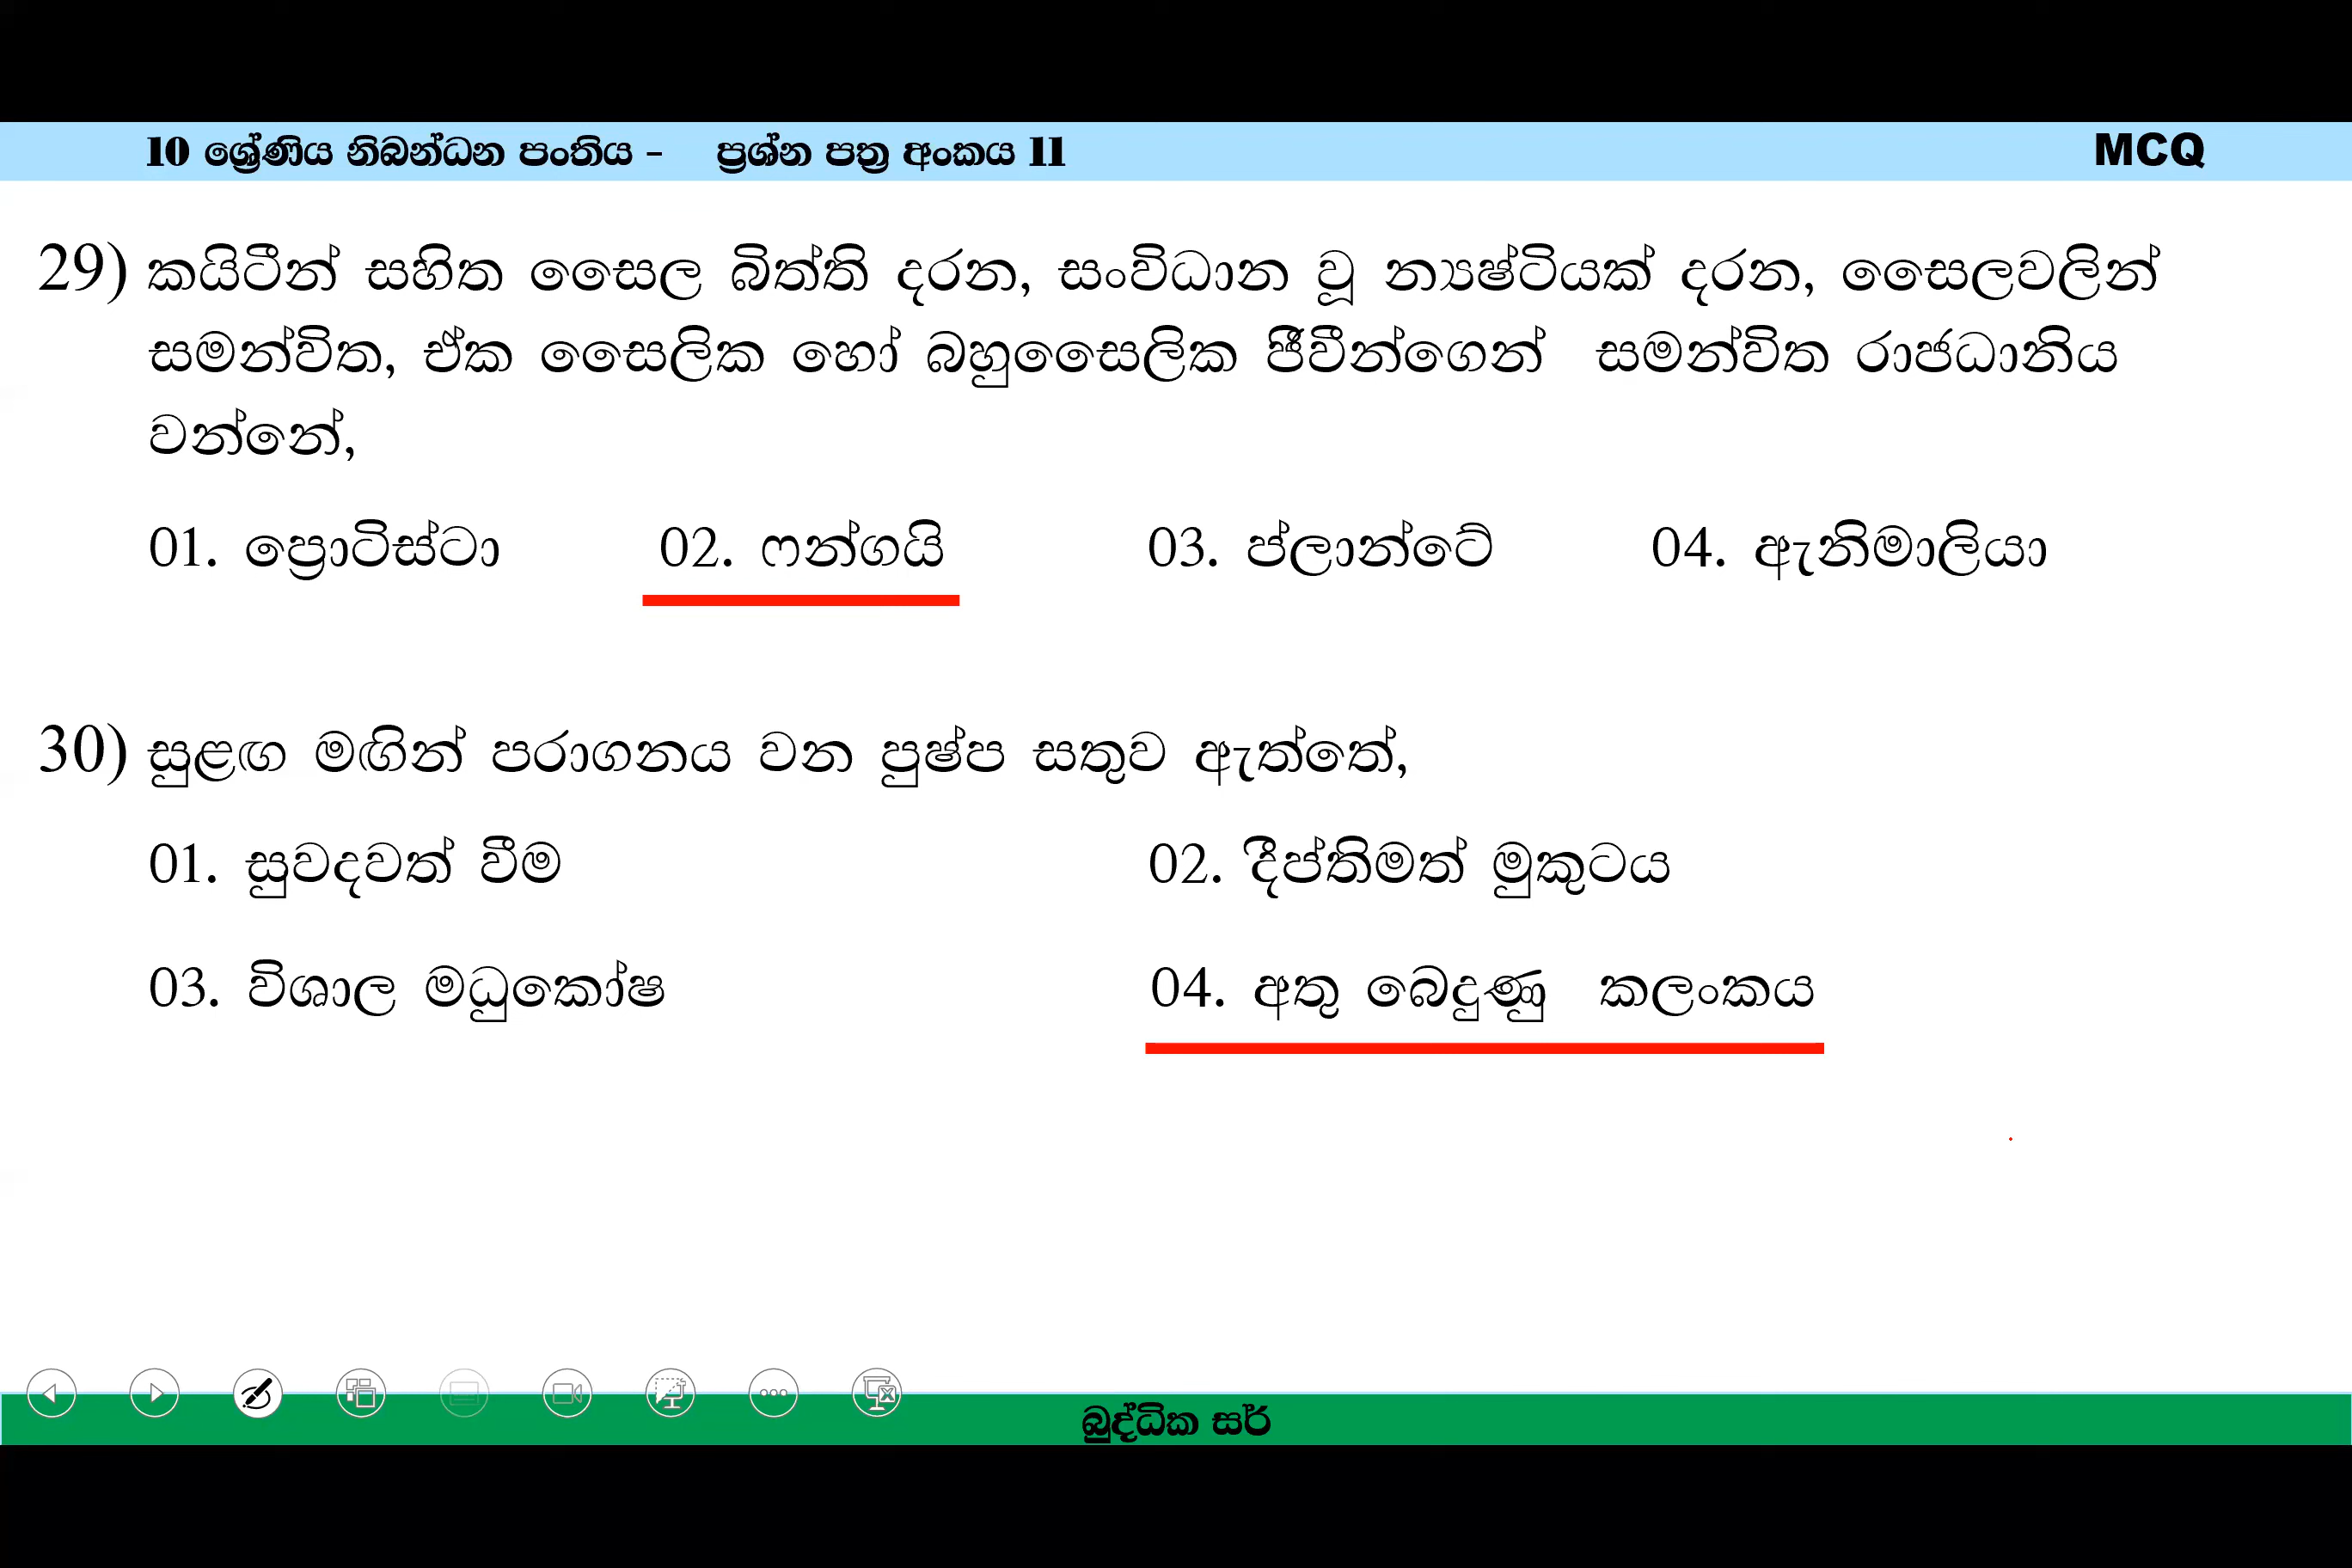 10 ශ්‍රේණිය නිබන්ධන පංතිය - ප්‍රශ්න පත්‍ර අංකය 11 MCQ
29) කයිටීන් සහිත සෛල බිත්ති දරන, සංවිධාන වූ න්‍යෂ්ටියක් දරන, සෛලවලින්
සමන්විත, ඒක සෛලික හෝ බහුසෛලික ජීවීන්ගෙන් සමන්විත රාජධානිය
වන්නේ,
01. ප්‍රොටිස්ටා 02. ෆන්ගයි 03. ප්ලාන්ටේ 04. ඇනිමාලියා
30) සුළඟ මඟින් පරාගනය වන පුෂ්ප සතුව ඇත්තේ,
01. සුවදවත් වීම 02. දීප්තිමත් මුකුටය
03. විශාල මධුකෝෂ 04. අතු බෙදුණු කලංකය
බුද්ධික සර්